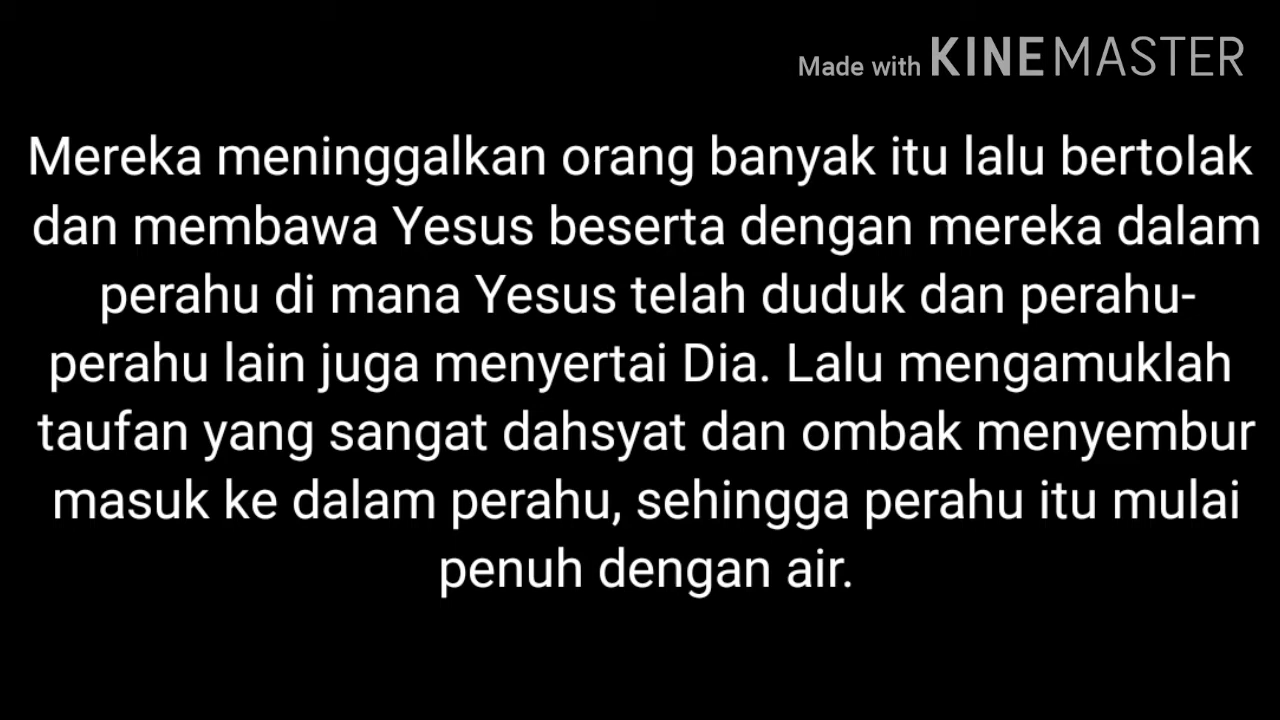 Made with KINEMASTER
Mereka meninggalkan orang banyak itu lalu bertolak
dan membawa Yesus beserta dengan mereka dalam
perahu di mana Yesus telah duduk dan perahu-
perahu lain juga menyertai Dia. Lalu mengamuklah
taufan yang sangat dahsyat dan ombak menyembur
masuk ke dalam perahu, sehingga perahu itu mulai
penuh dengan air.